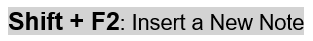 Shift + F2: Insert a New Note